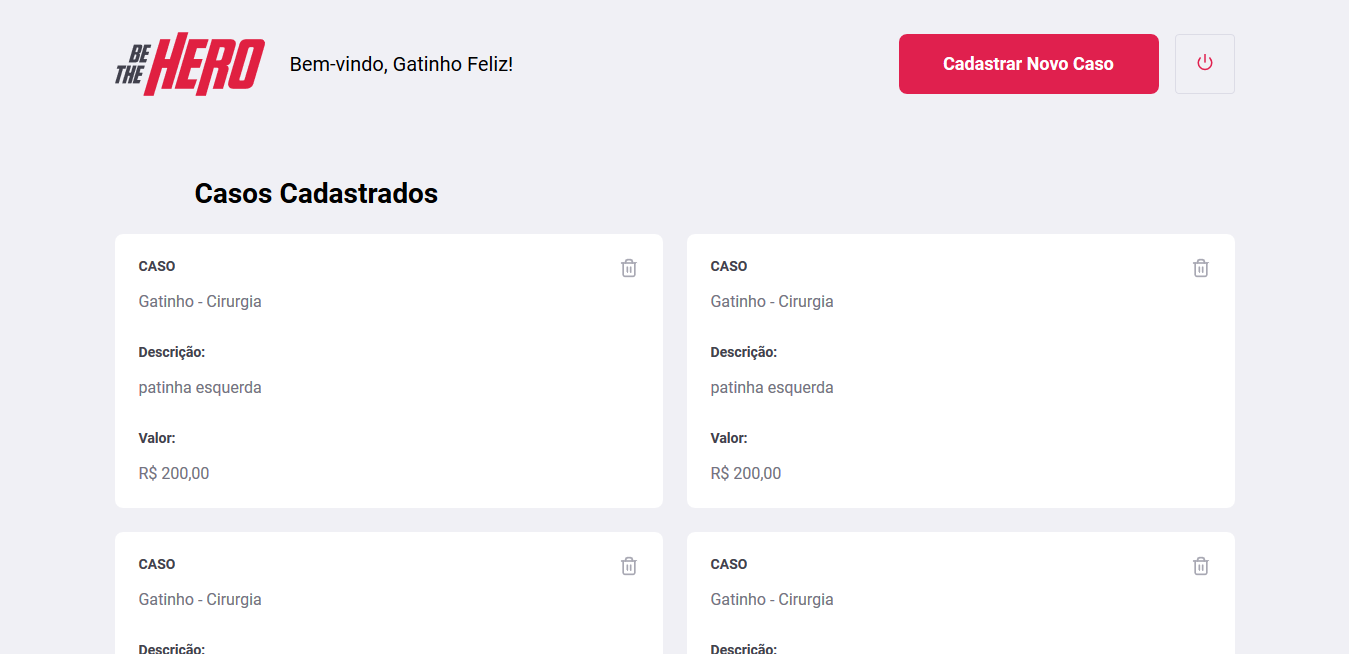 BE THE HERO
Bem-vindo, Gatinho Feliz!
Cadastrar Novo Caso
Casos Cadastrados
CASO
Gatinho - Cirurgia
Descrição:
patinha esquerda
Valor:
R$ 200,00
CASO
Gatinho - Cirurgia
Descrição:
patinha esquerda
Valor:
R$ 200,00
CASO
Gatinho - Cirurgia
Descrição:
CASO
Gatinho - Cirurgia
Descrição: